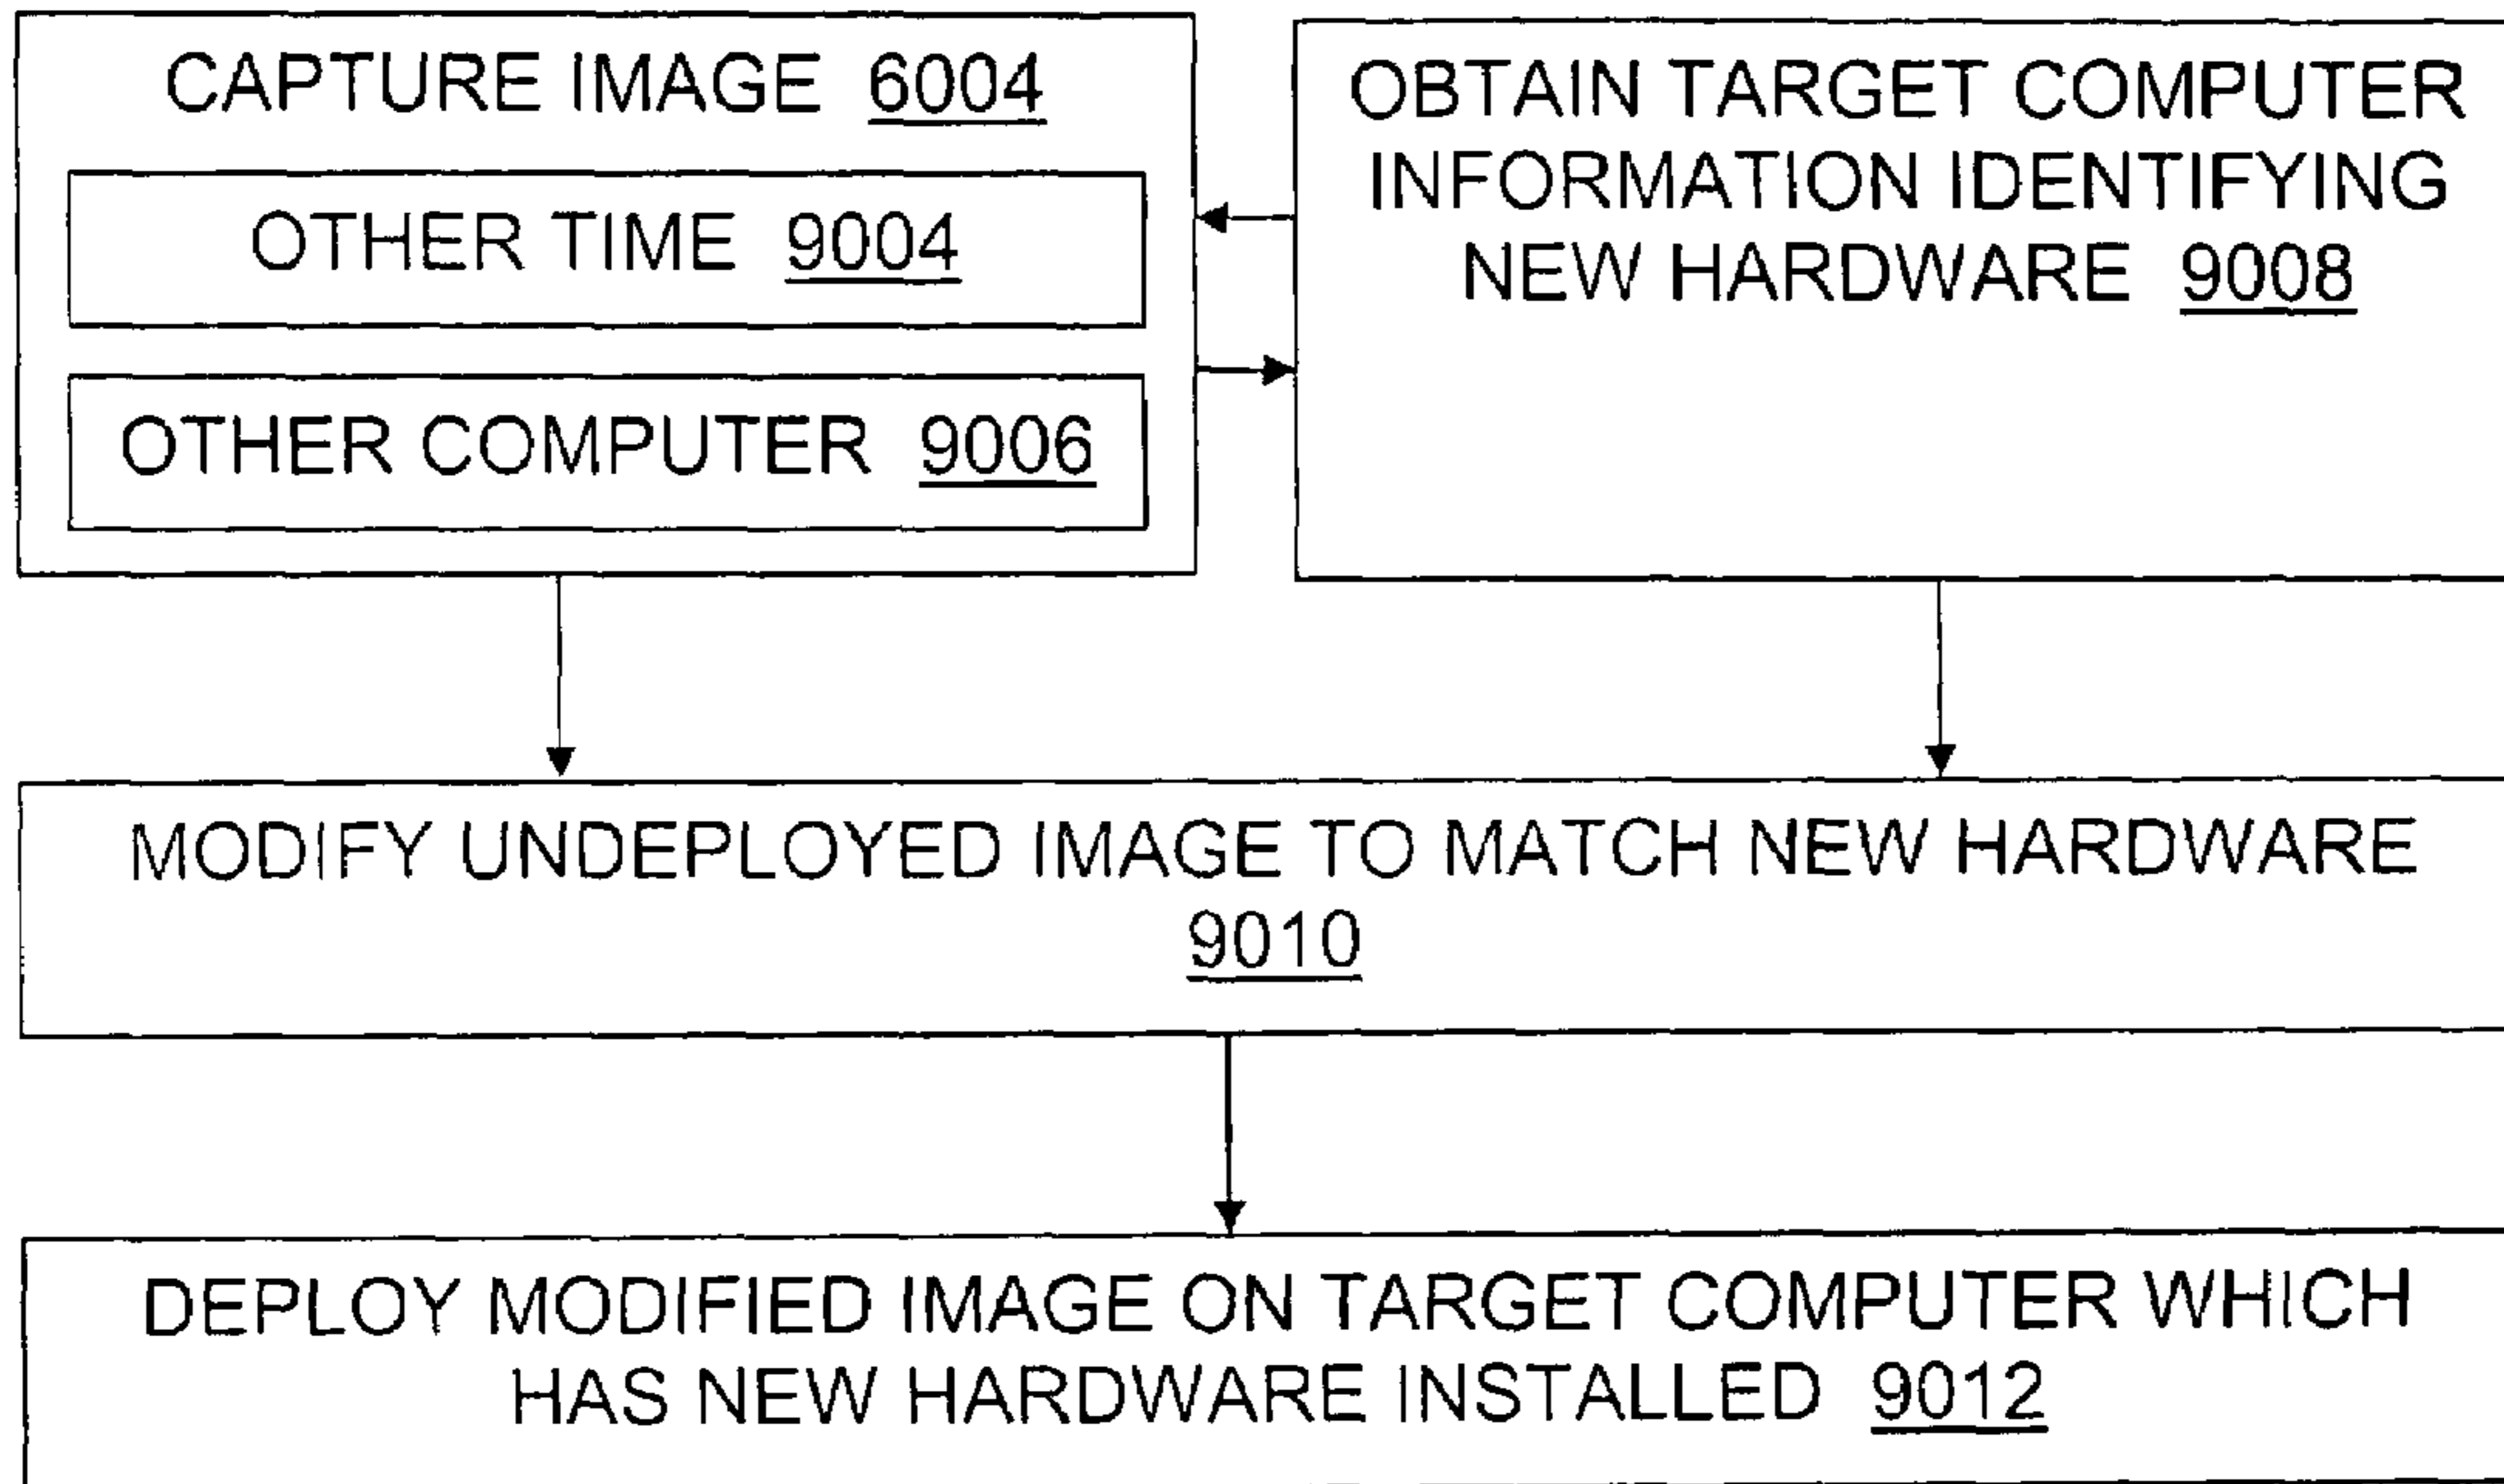 CAPTURE IMAGE 6004
OTHER TIME 9004
OTHER COMPUTER 9006
OBTAIN TARGET COMPUTER
INFORMATION IDENTIFYING
NEW HARDWARE 9008
MODIFY UNDEPLOYED IMAGE TO MATCH NEW HARDWARE
9010
DEPLOY MODIFIED IMAGE ON TARGET COMPUTER WHICH
HAS NEW HARDWARE INSTALLED 9012